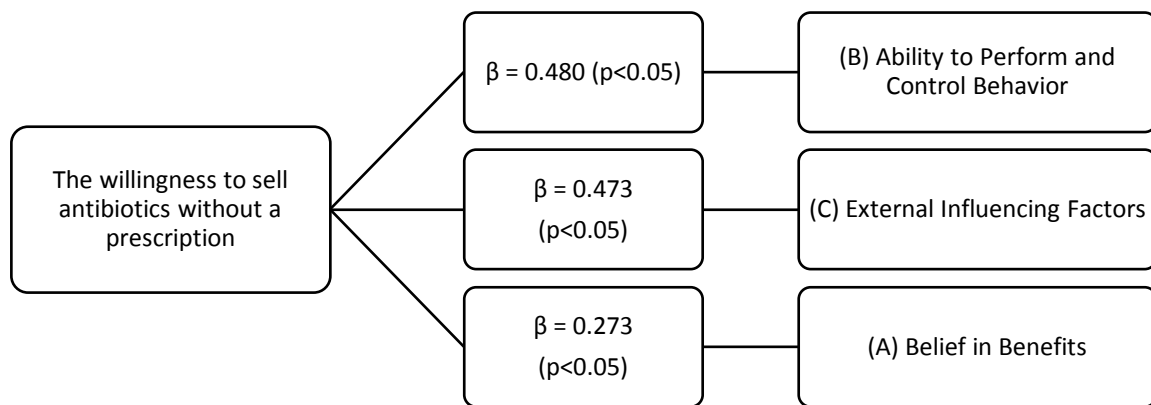 The willingness to sell
antibiotics without a
prescription
β = 0.480 (p<0.05)
(B) Ability to Perform and
Control Behavior
β = 0.473
(p<0.05)
(C) External Influencing Factors
β = 0.273
(p<0.05)
(A) Belief in Benefits